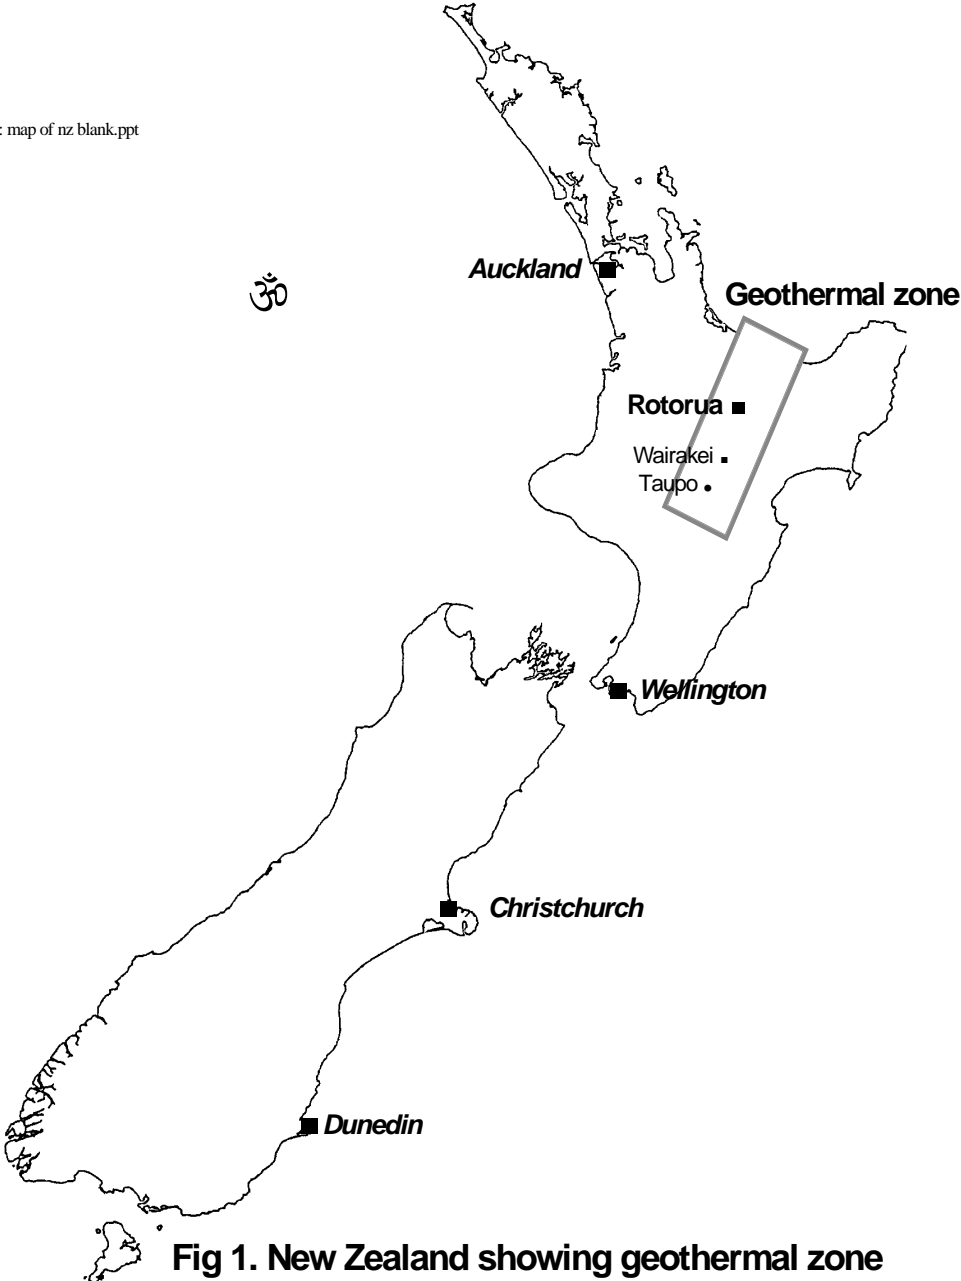 : map of nz blank.ppt
Auckland
ॐ
Geothermal zone
Rotorua
Wairakei
Taupo
Wellington
Christchurch
Dunedin
Fig 1. New Zealand showing geothermal zone